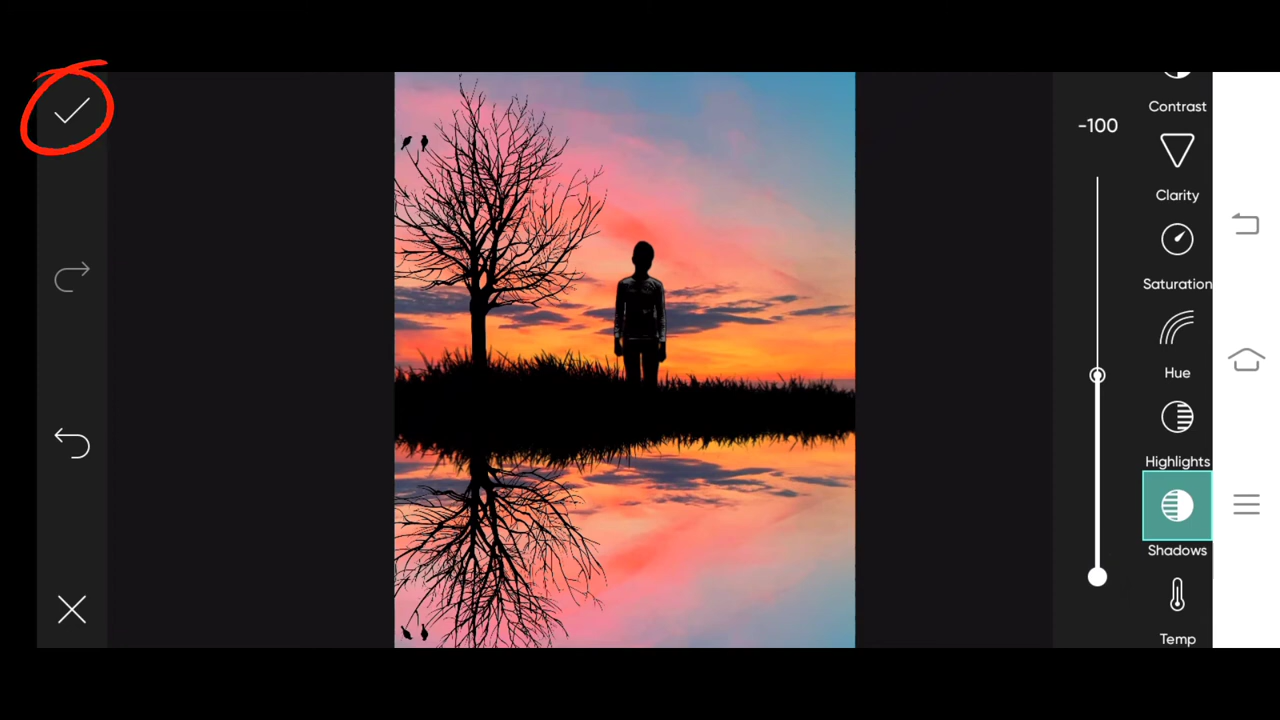 Contrast
-100
Clarity
Saturation
Hue
Highlights
Shadows
Temp